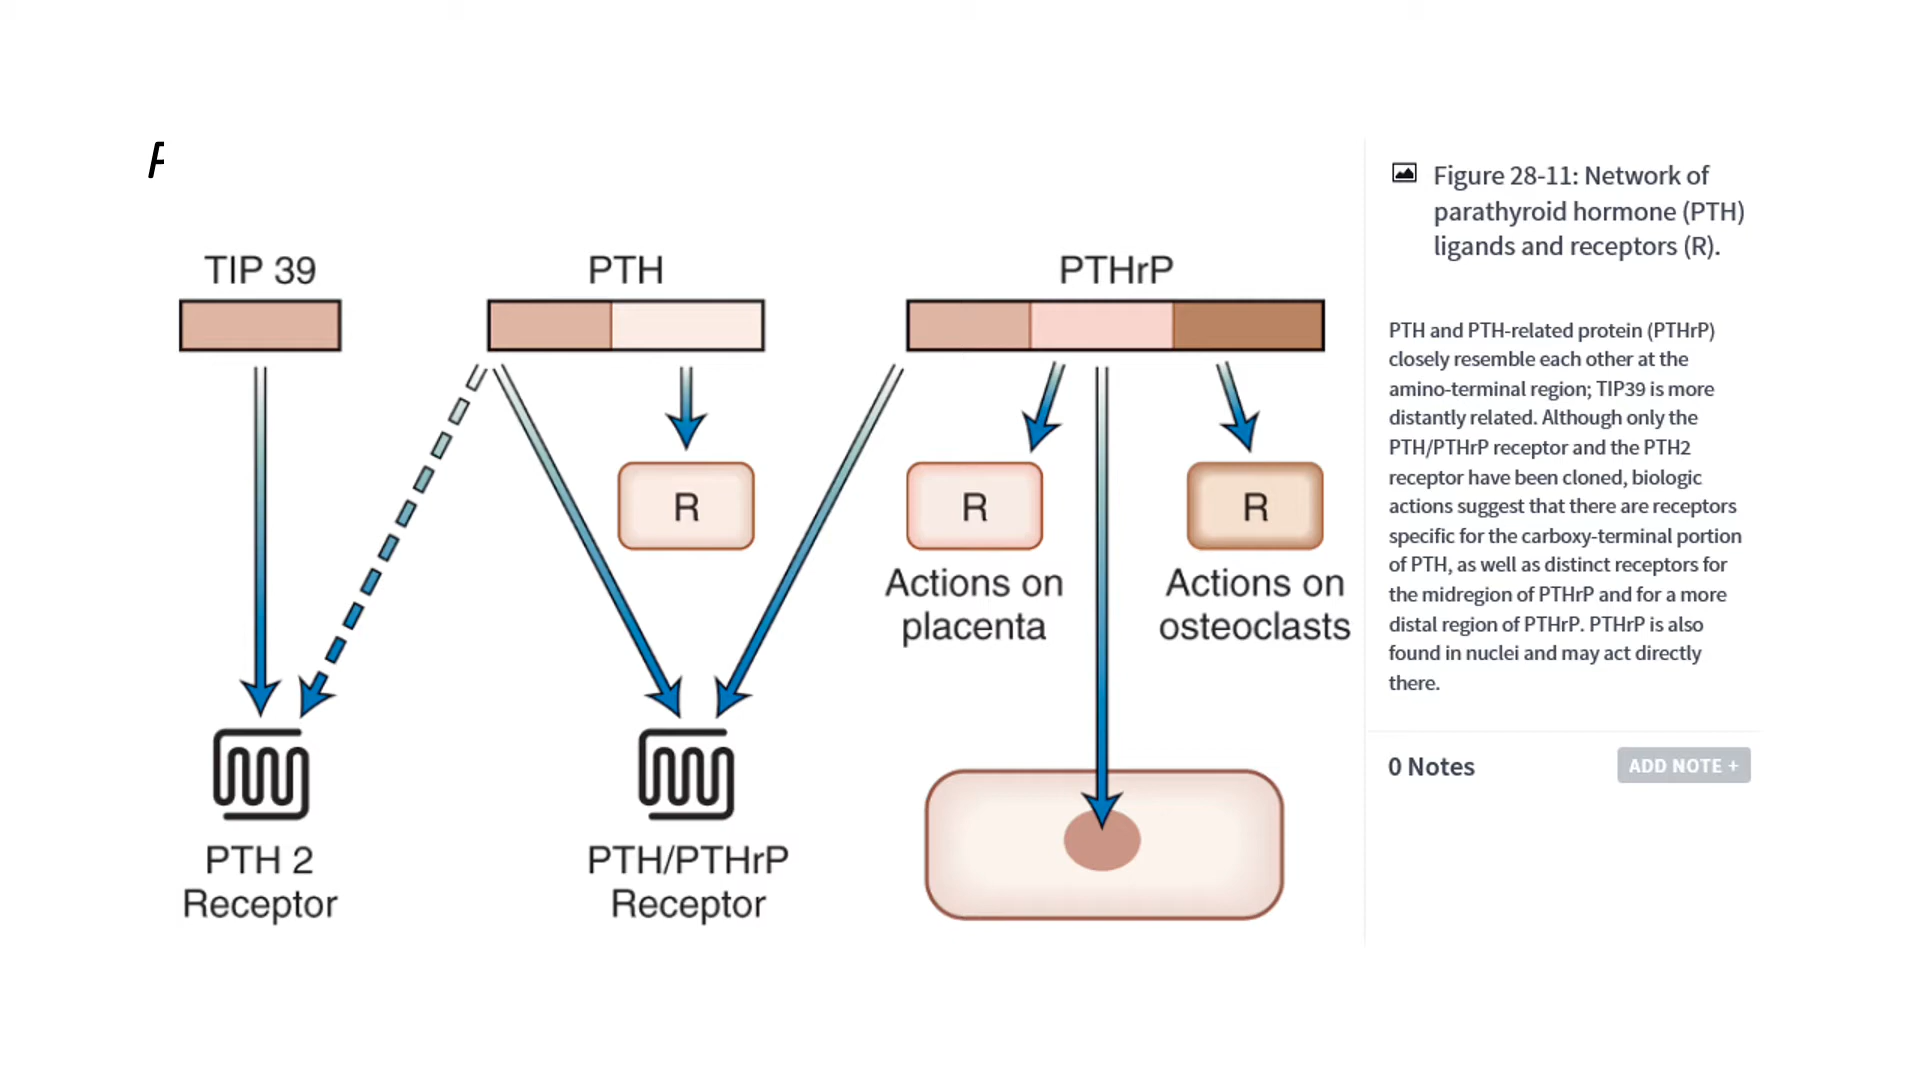 TIP 39
PTH
PTHrP
R
R
R
Actions on
placenta
Actions on
osteoclasts
PTH 2
Receptor
PTH/PTHrP
Receptor
Figure 28-11: Network of
parathyroid hormone (PTH)
ligands and receptors (R).
PTH and PTH-related protein (PTHrP)
closely resemble each other at the
amino-terminal region; TIP39 is more
distantly related. Although only the
PTH/PTHrP receptor and the PTH2
receptor have been cloned, biologic
actions suggest that there are receptors
specific for the carboxy-terminal portion
of PTH, as well as distinct receptors for
the midregion of PTHrP and for a more
distal region of PTHrP. PTHrP is also
found in nuclei and may act directly
there.
0 Notes
ADD NOTE +